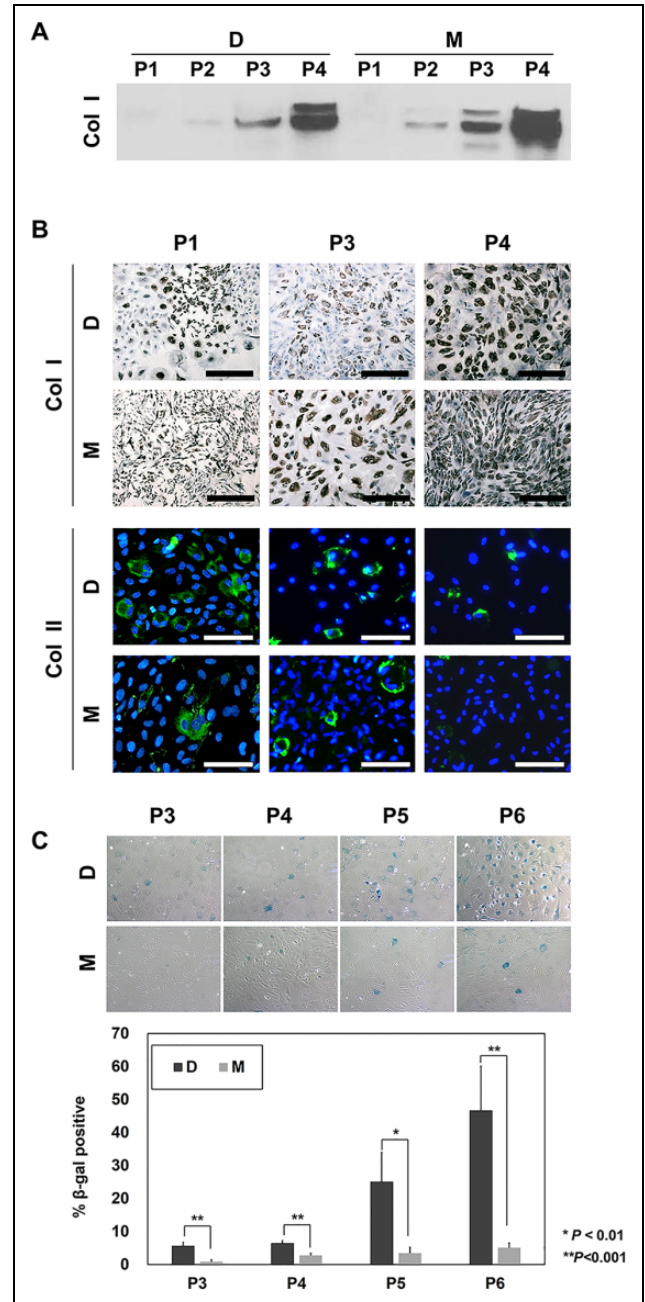 A
D M
P1 P2 P3 P4 P1 P2 P3 P4
Col I
B
P1 P3 P4
Col I
D
M
Col II
D
M
C
P3 P4 P5 P6
D
M
70
60
50
40
30
20
10
0
% β-gal positive
D M
** ** * **
P3 P4 P5 P6
* P < 0.01
**P<0.001